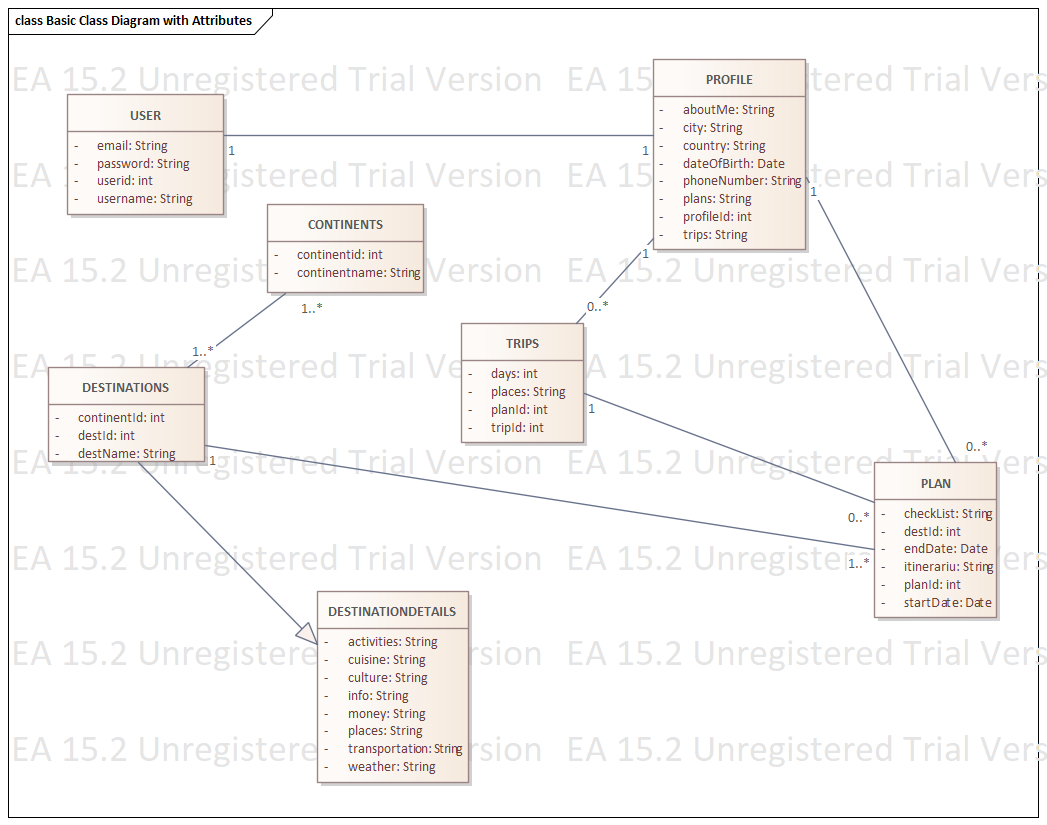 class Basic Class Diagram with Attributes
EA 15.2 Unregistered Trial Version
USER
- email: String
- password: String
- userid: int
- username: String
1
1
PROFILE
- aboutMe: String
- city: String
- country: String
- dateOfBirth: Date
- phoneNumber: String
- plans: String
- profileId: int
- trips: String
1
1
CONTINENTS
- continentid: int
- continentname: String
1..*
1..*
0..*
TRIPS
- days: int
- places: String
- planId: int
- tripId: int
1
DESTINATIONS
- continentId: int
- destId: int
- destName: String
1
0..*
PLAN
- checkList: String
- destId: int
- endDate: Date
- itinerariu: String
- planId: int
- startDate: Date
0..*
1..*
DESTINATIONDETAILS
- activities: String
- cuisine: String
- culture: String
- info: String
- money: String
- places: String
- transportation: String
- weather: String